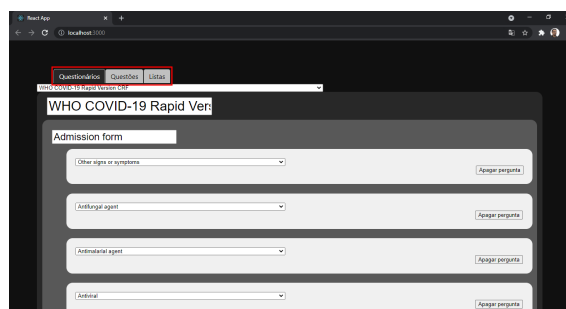 React App
localhost:3000
Questionários Questões Listas
WHO COVID-19 Rapid Version CRF
WHO COVID-19 Rapid Vers
Admission form
Other signs or symptoms
Apagar pergunta
Antifungal agent
Apagar pergunta
Antimalarial agent
Apagar pergunta
Antiviral
Apagar pergunta